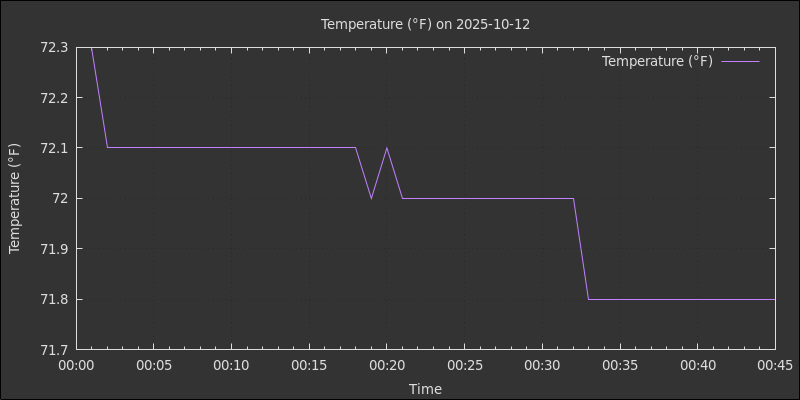 Temperature (°F) on 2025-10-12
Temperature (°F)
72.3
72.2
72.1
72
71.9
71.8
71.7
Temperature (°F)
00:00 00:05 00:10 00:15 00:20 00:25 00:30 00:35 00:40 00:45
Time